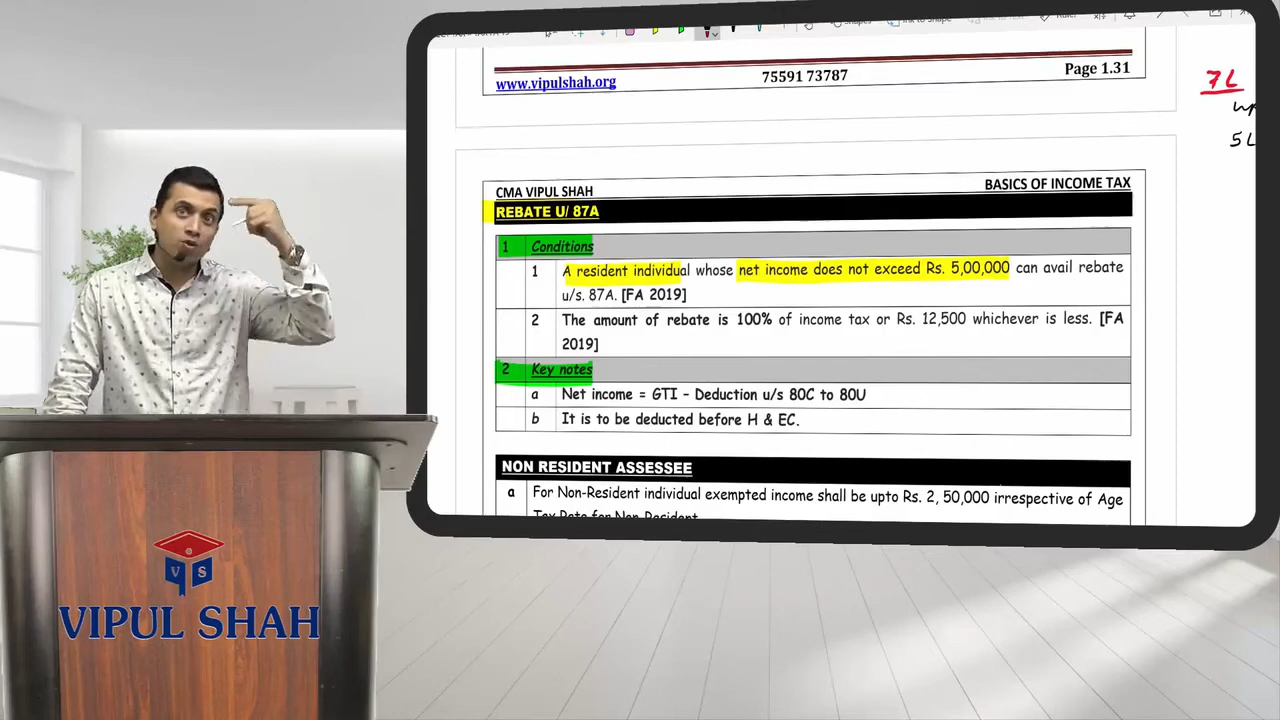 www.vipulshah.org 75591 73787 Page 1.31
7L
5L
CMA VIPUL SHAH BASICS OF INCOME TAX
REBATE U/ 87A
1 Conditions
1 A resident individual whose net income does not exceed Rs. 5,00,000 can avail rebate
u/s. 87A. [FA 2019]
2 The amount of rebate is 100% of income tax or Rs. 12,500 whichever is less. [FA
2019]
2 Key notes
a Net income = GTI – Deduction u/s 80C to 80U
b It is to be deducted before H & EC.
NON RESIDENT ASSESSEE
a For Non-Resident individual exempted income shall be upto Rs. 2, 50,000 irrespective of Age
Tax Rate for Non-Resident
V S
VIPUL SHAH